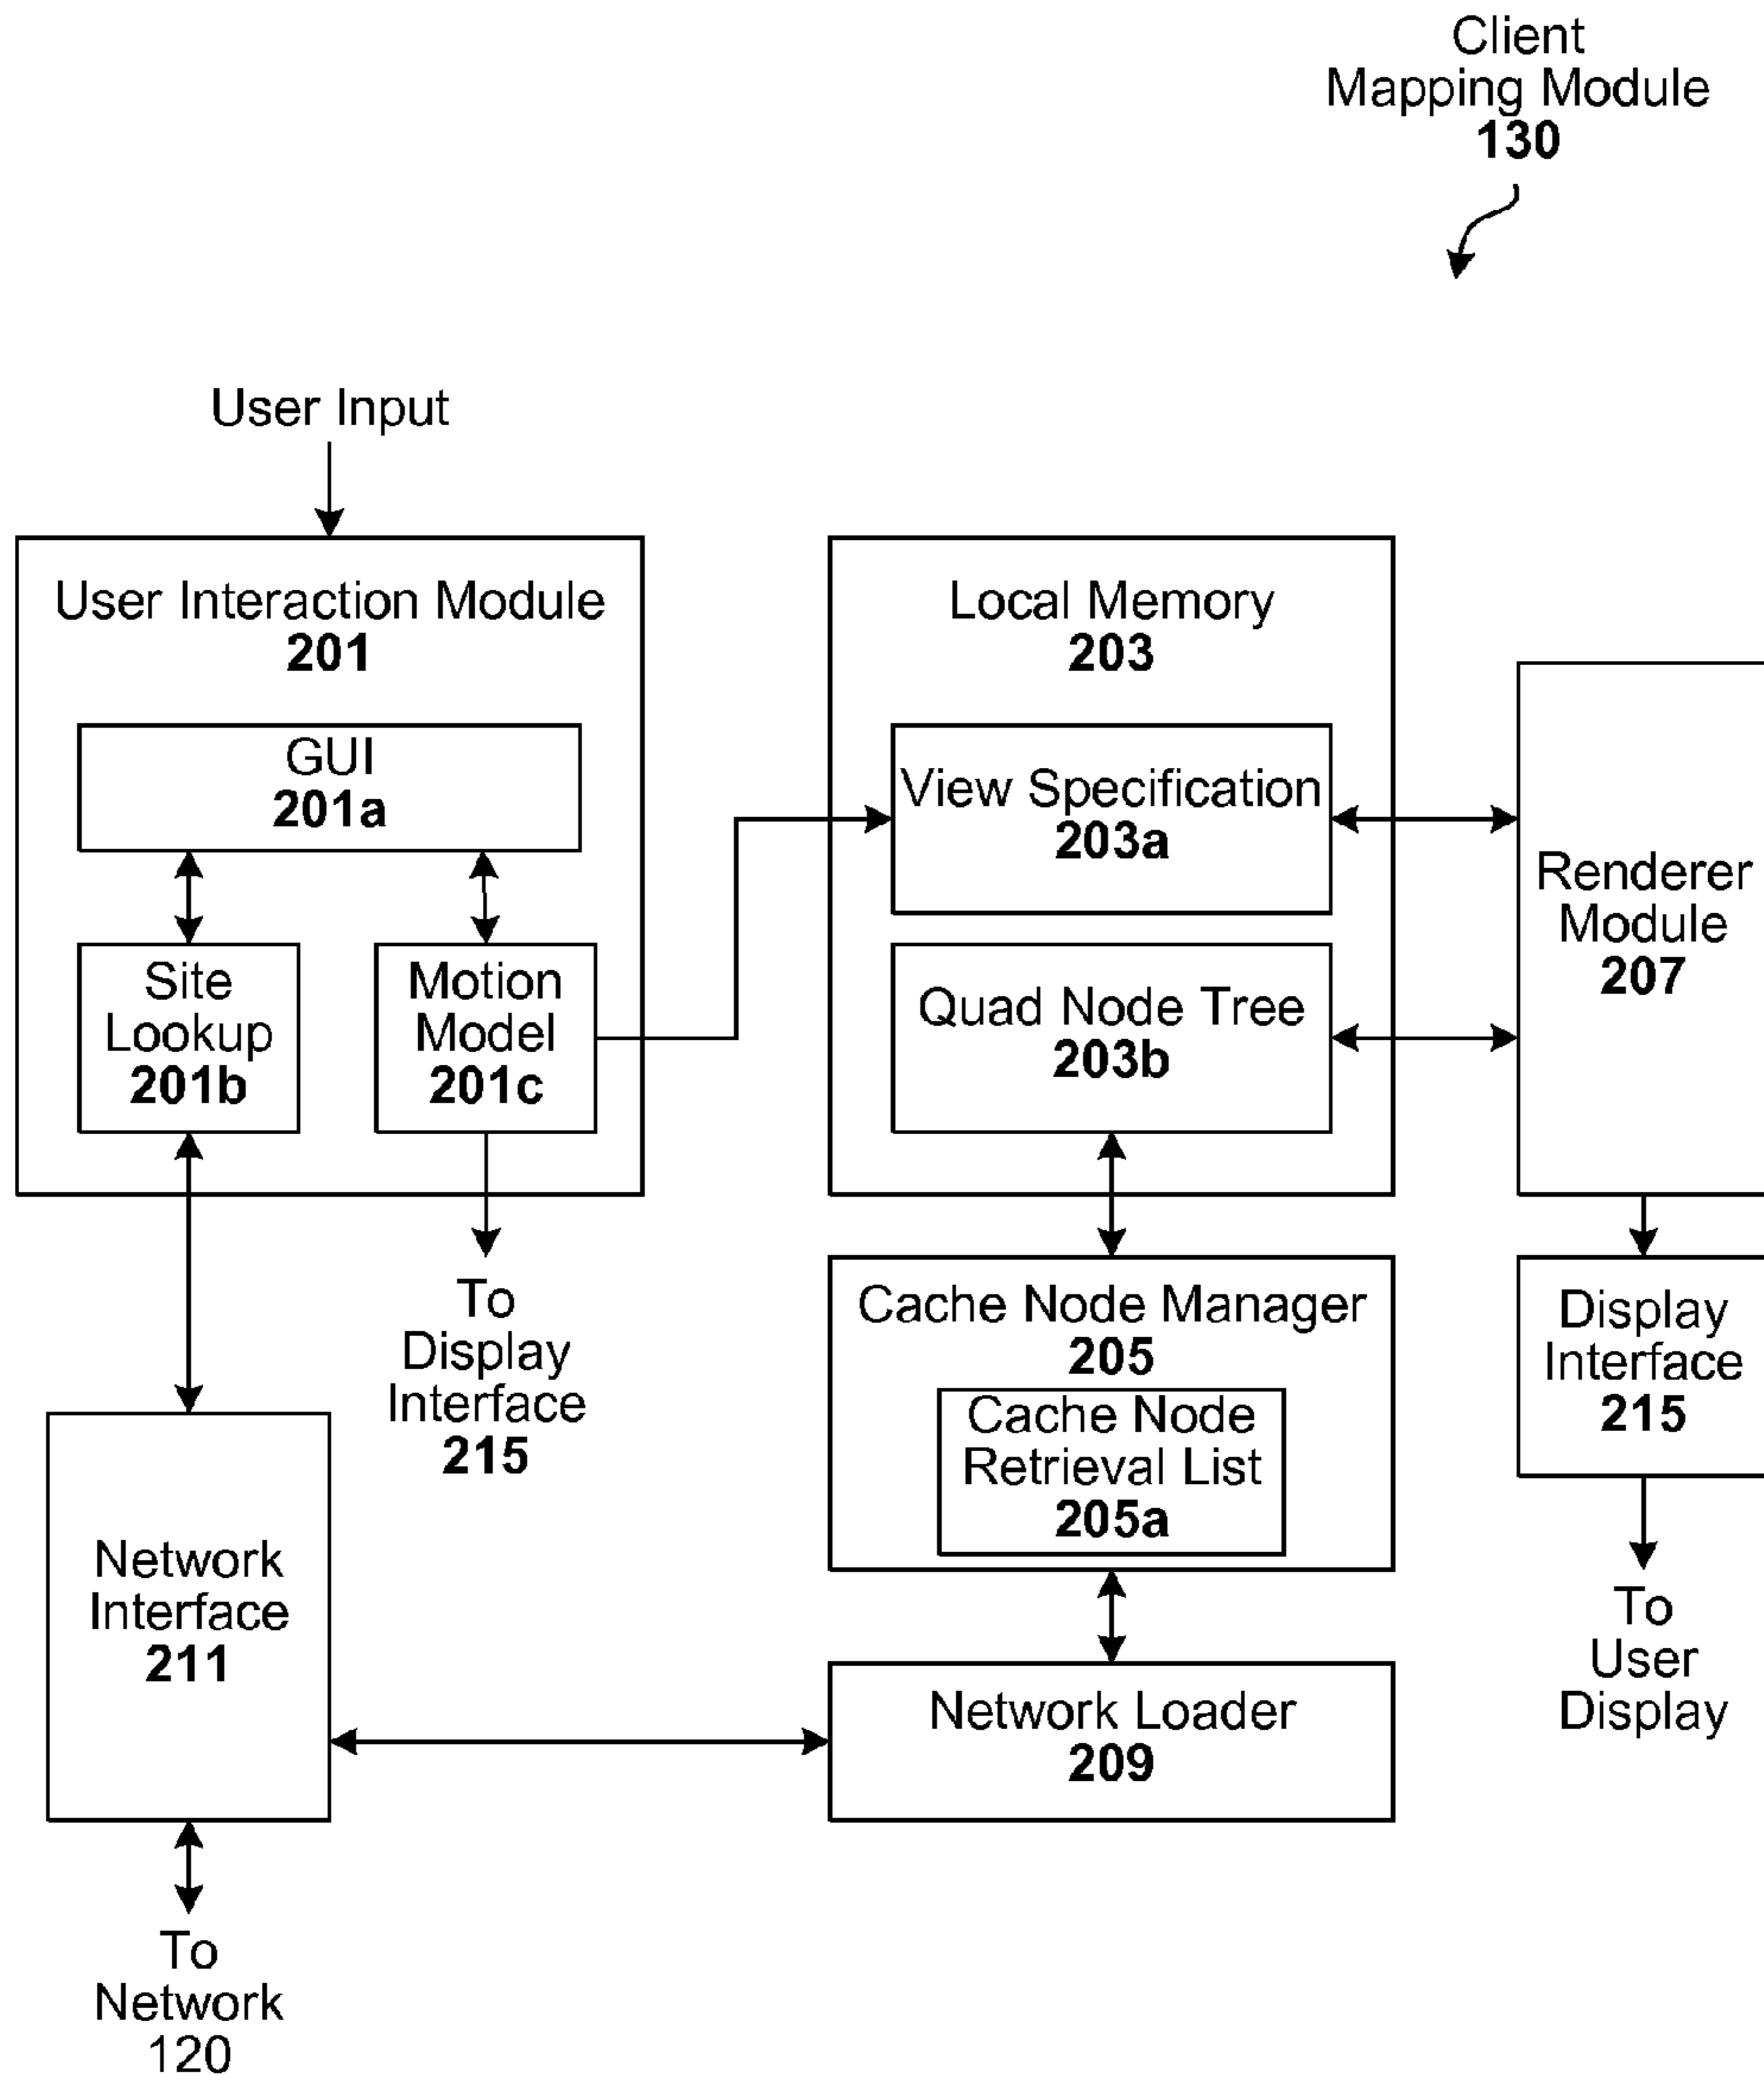 Client
Mapping Module
130
User Input
User Interaction Module
201
GUI
201a
Site
Lookup
201b
Motion
Model
201c
To
Display
Interface
215
Local Memory
203
View Specification
203a
Quad Node Tree
203b
Renderer
Module
207
Cache Node Manager
205
Cache Node
Retrieval List
205a
Display
Interface
215
To
User
Display
Network
Interface
211
Network Loader
209
To
Network
120